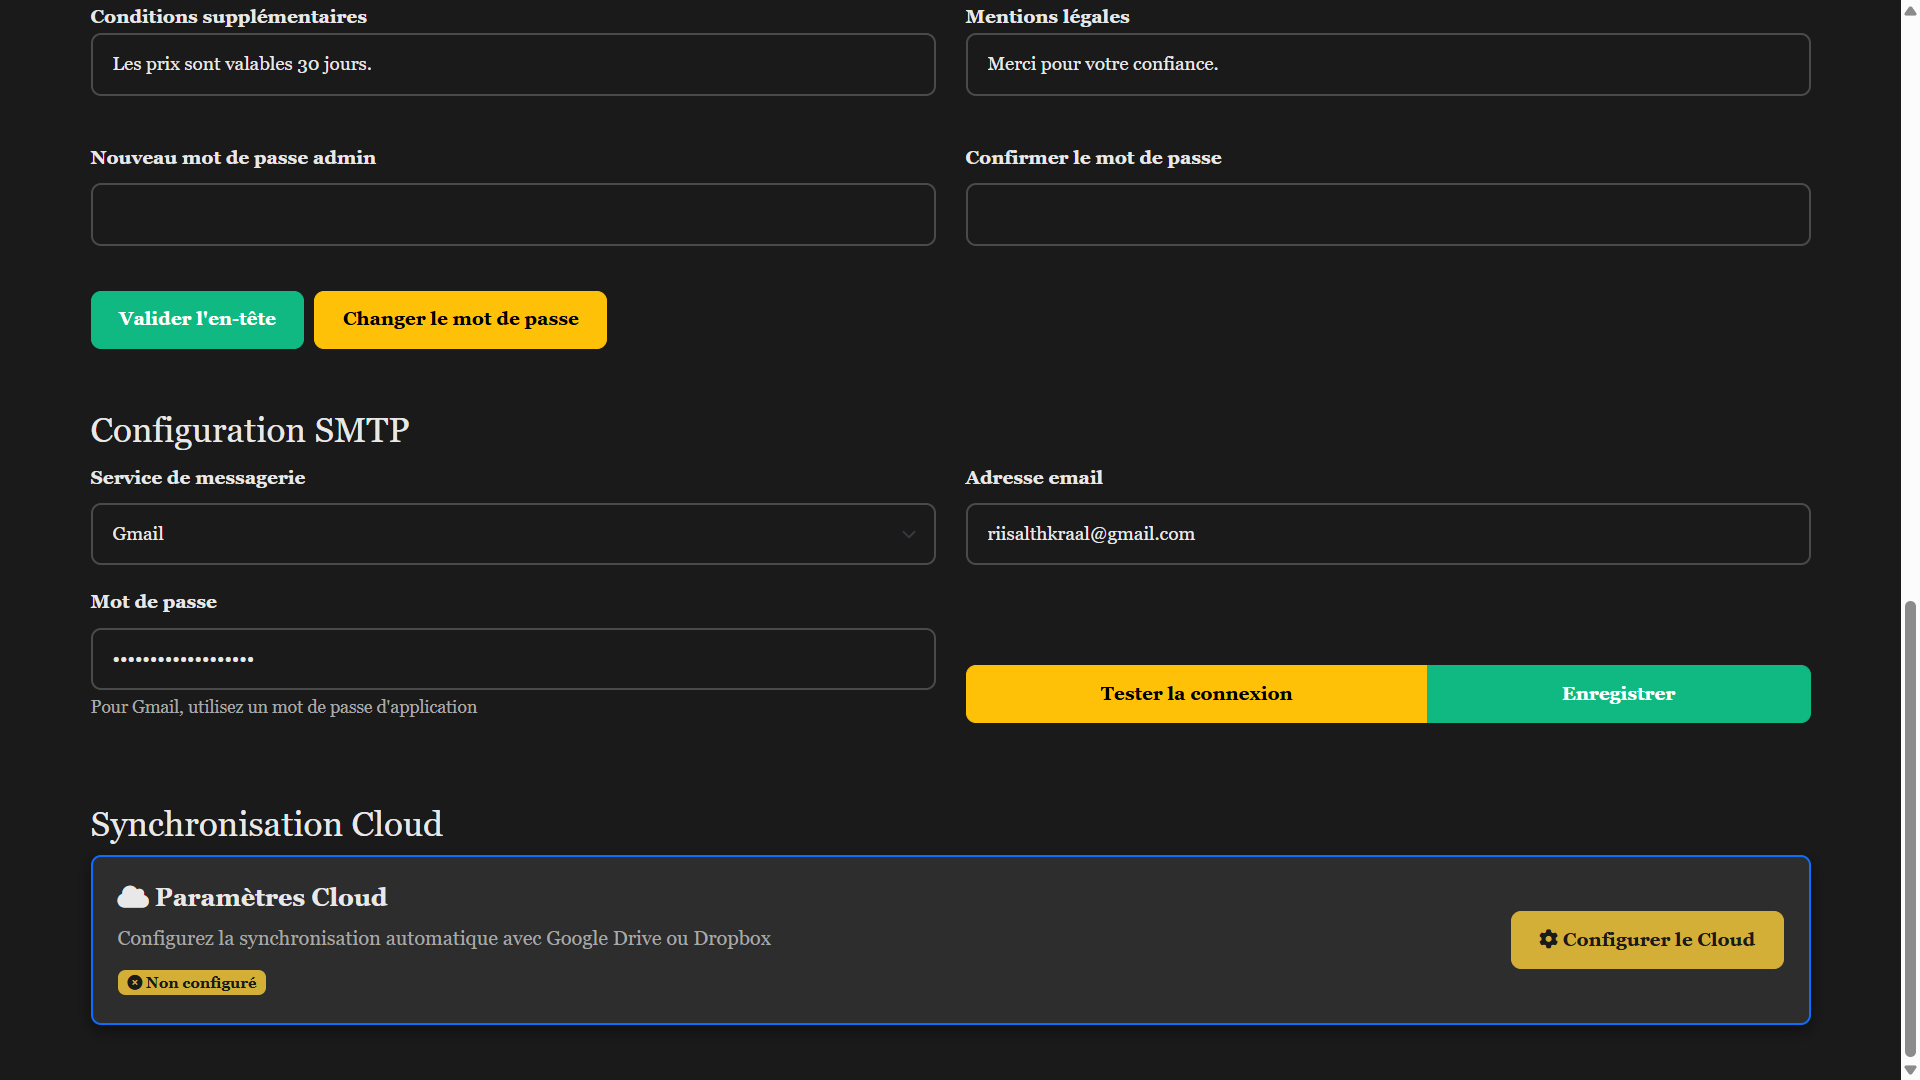 Conditions supplémentaires
Mentions légales
Les prix sont valables 30 jours.
Merci pour votre confiance.
Nouveau mot de passe admin
Confirmer le mot de passe
Valider l'en-tête
Changer le mot de passe
Configuration SMTP
Service de messagerie
Adresse email
Gmail
riisalthkraal@gmail.com
Mot de passe
•••••••••••••••••••
Pour Gmail, utilisez un mot de passe d'application
Tester la connexion
Enregistrer
Synchronisation Cloud
Paramètres Cloud
Configurez la synchronisation automatique avec Google Drive ou Dropbox
Configurer le Cloud
Non configuré